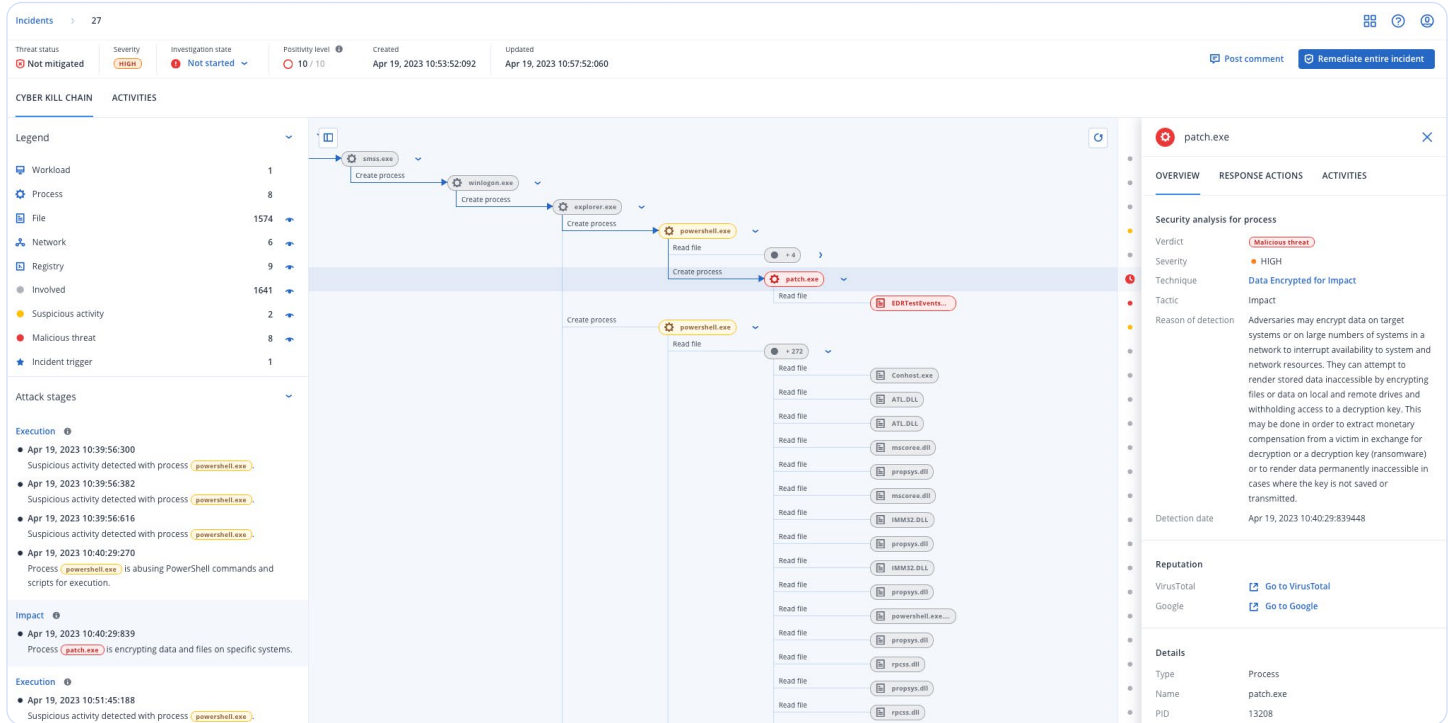 Incidents > 27
Threat status
Not mitigated
Severity
HIGH
Investigation state
Not started
Positivity level
10 / 10
Created
Apr 19, 2023 10:53:52:092
Updated
Apr 19, 2023 10:57:52:060
Post comment
Remediate entire incident
CYBER KILL CHAIN
ACTIVITIES
Legend
Workload 1
Process 8
File 1574
Network 6
Registry 9
Involved 1641
Suspicious activity 2
Malicious threat 8
Incident trigger 1
Attack stages
Execution
Apr 19, 2023 10:39:56:300
Suspicious activity detected with process powershell.exe.
Apr 19, 2023 10:39:56:382
Suspicious activity detected with process powershell.exe.
Apr 19, 2023 10:39:56:616
Suspicious activity detected with process powershell.exe.
Apr 19, 2023 10:40:29:270
Process powershell.exe is abusing PowerShell commands and
scripts for execution.
Impact
Apr 19, 2023 10:40:29:839
Process patch.exe is encrypting data and files on specific systems.
Execution
Apr 19, 2023 10:51:45:188
Suspicious activity detected with process powershell.exe.
smss.exe
Create process
winlogon.exe
Create process
explorer.exe
Create process
powershell.exe
Read file
+ 4
Create process
patch.exe
Read file
EDRTestEvents...
Create process
powershell.exe
Read file
+ 272
Read file
Conhost.exe
Read file
ATL.DLL
Read file
ATL.DLL
Read file
mscoree.dll
Read file
propsys.dll
Read file
mscoree.dll
Read file
IMM32.DLL
Read file
propsys.dll
Read file
IMM32.DLL
Read file
propsys.dll
Read file
powershell.exe....
Read file
propsys.dll
Read file
rpcss.dll
Read file
propsys.dll
Read file
rpcss.dll
patch.exe
OVERVIEW
RESPONSE ACTIONS
ACTIVITIES
Security analysis for process
Verdict Malicious threat
Severity HIGH
Technique Data Encrypted for Impact
Tactic Impact
Reason of detection Adversaries may encrypt data on target
systems or on large numbers of systems in a
network to interrupt availability to system and
network resources. They can attempt to
render stored data inaccessible by encrypting
files or data on local and remote drives and
withholding access to a decryption key. This
may be done in order to extract monetary
compensation from a victim in exchange for
decryption or a decryption key (ransomware)
or to render data permanently inaccessible in
cases where the key is not saved or
transmitted.
Detection date Apr 19, 2023 10:40:29:839448
Reputation
VirusTotal Go to VirusTotal
Google Go to Google
Details
Type Process
Name patch.exe
PID 13208